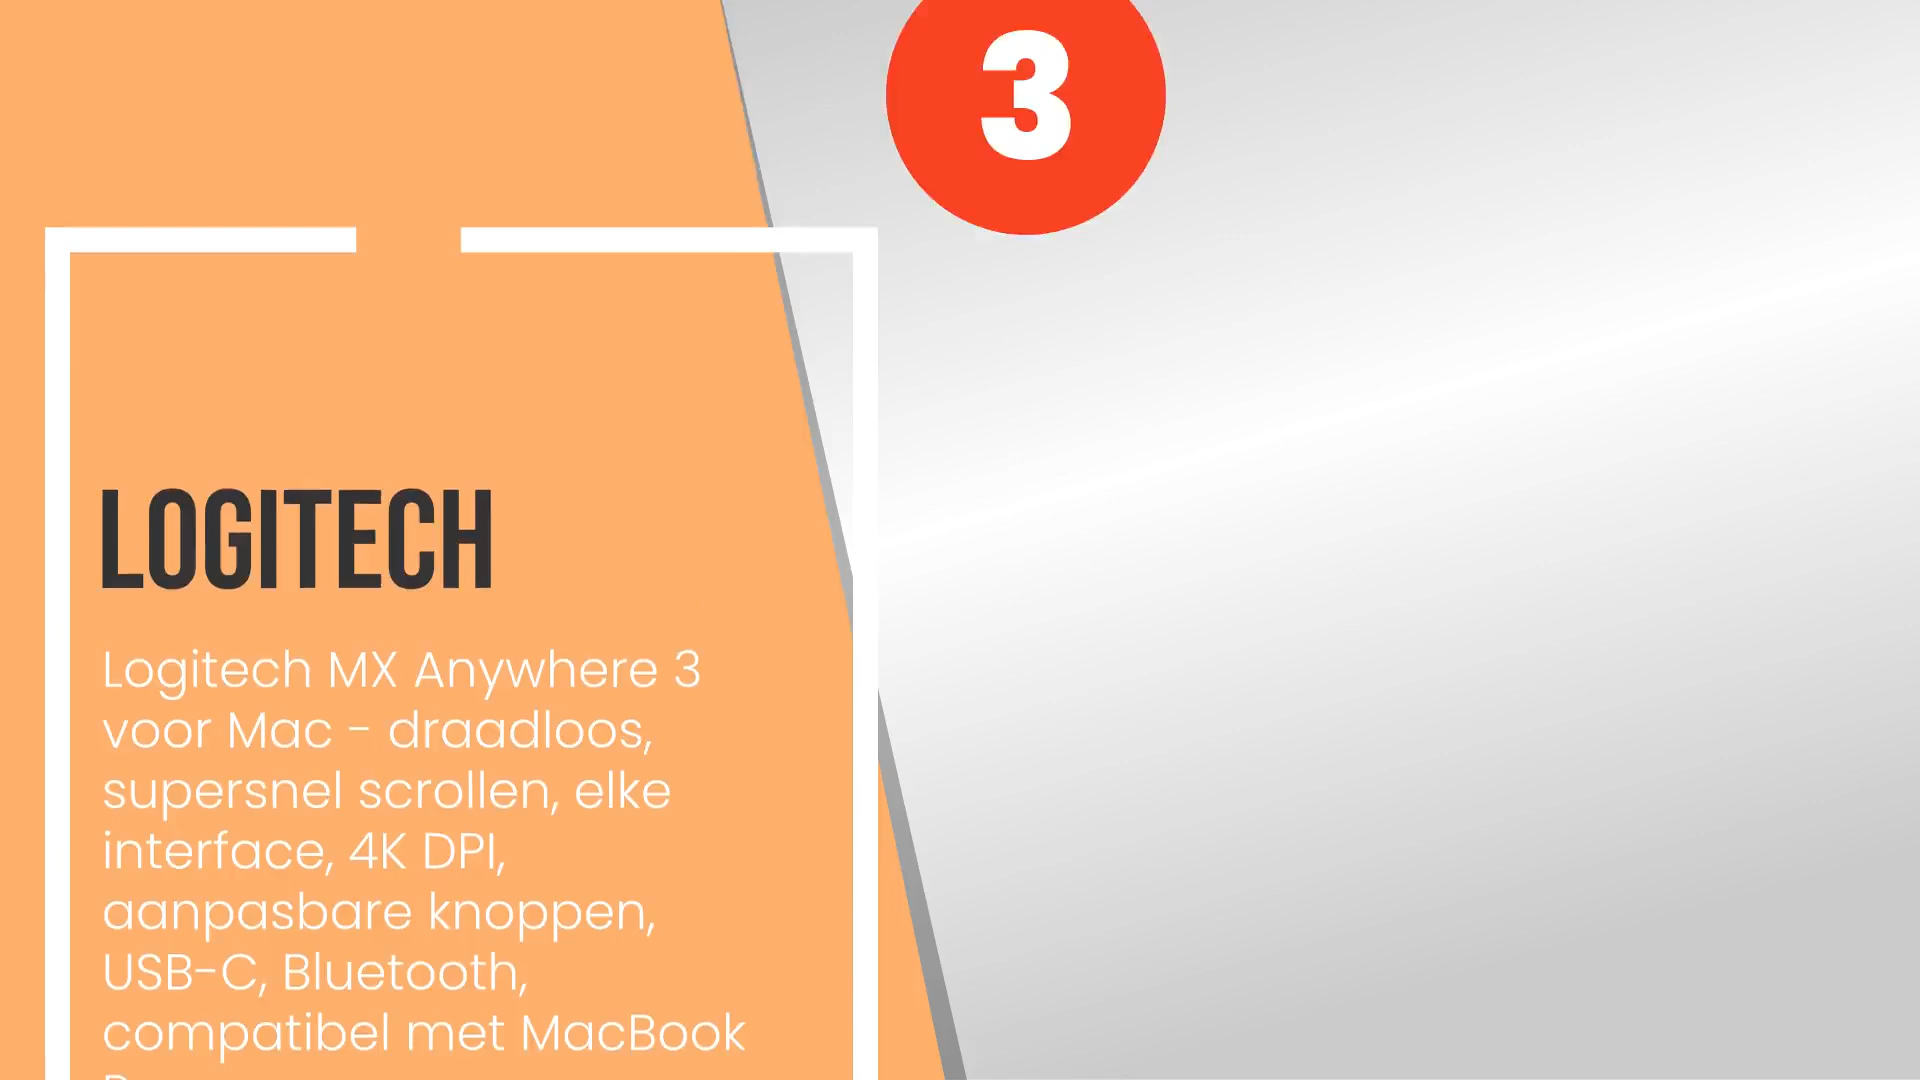 3
LOGITECH
Logitech MX Anywhere 3
voor Mac - draadloos,
supersnel scrollen, elke
interface, 4K DPI,
aanpasbare knoppen,
USB-C, Bluetooth,
compatibel met MacBook